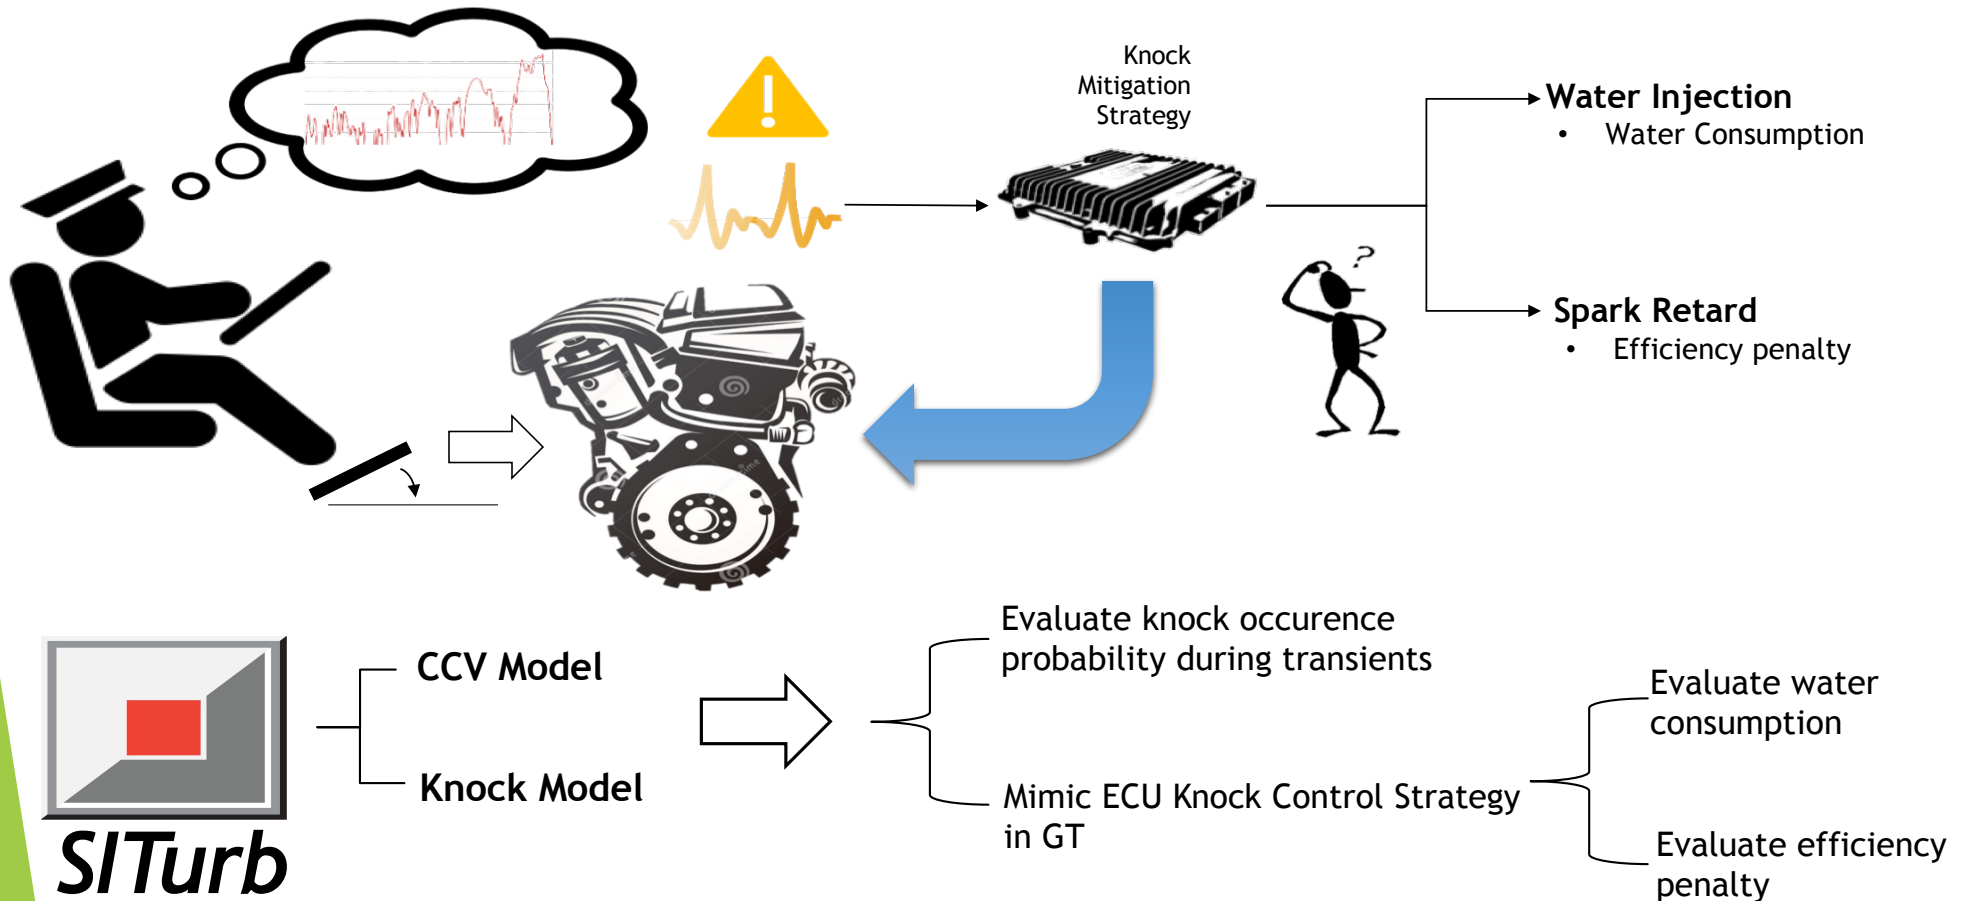 Knock
Mitigation
Strategy
Water Injection
• Water Consumption
?
Spark Retard
• Efficiency penalty
Evaluate knock occurence
probability during transients
CCV Model
Evaluate water
consumption
Knock Model
Mimic ECU Knock Control Strategy
in GT
Evaluate efficiency
penalty
SITurb